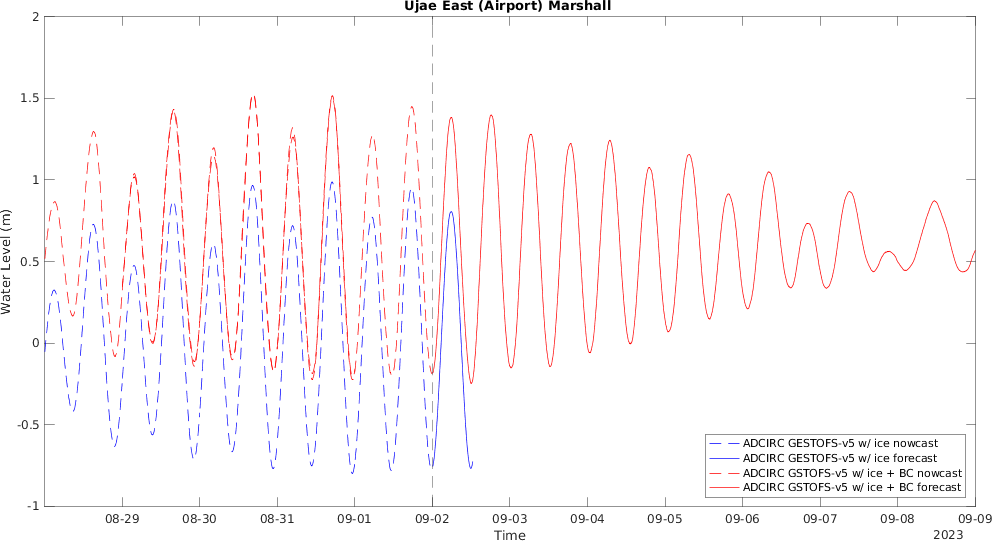 Ujae East (Airport) Marshall
2
1.5
1
0.5
0
-0.5
-1
Water Level (m)
ADCIRC GESTOFS-v5 w/ ice nowcast
ADCIRC GESTOFS-v5 w/ ice forecast
ADCIRC GSTOFS-v5 w/ ice + BC nowcast
ADCIRC GSTOFS-v5 w/ ice + BC forecast
08-29 08-30 08-31 09-01 09-02 09-03 09-04 09-05 09-06 09-07 09-08 09-09
Time
2023